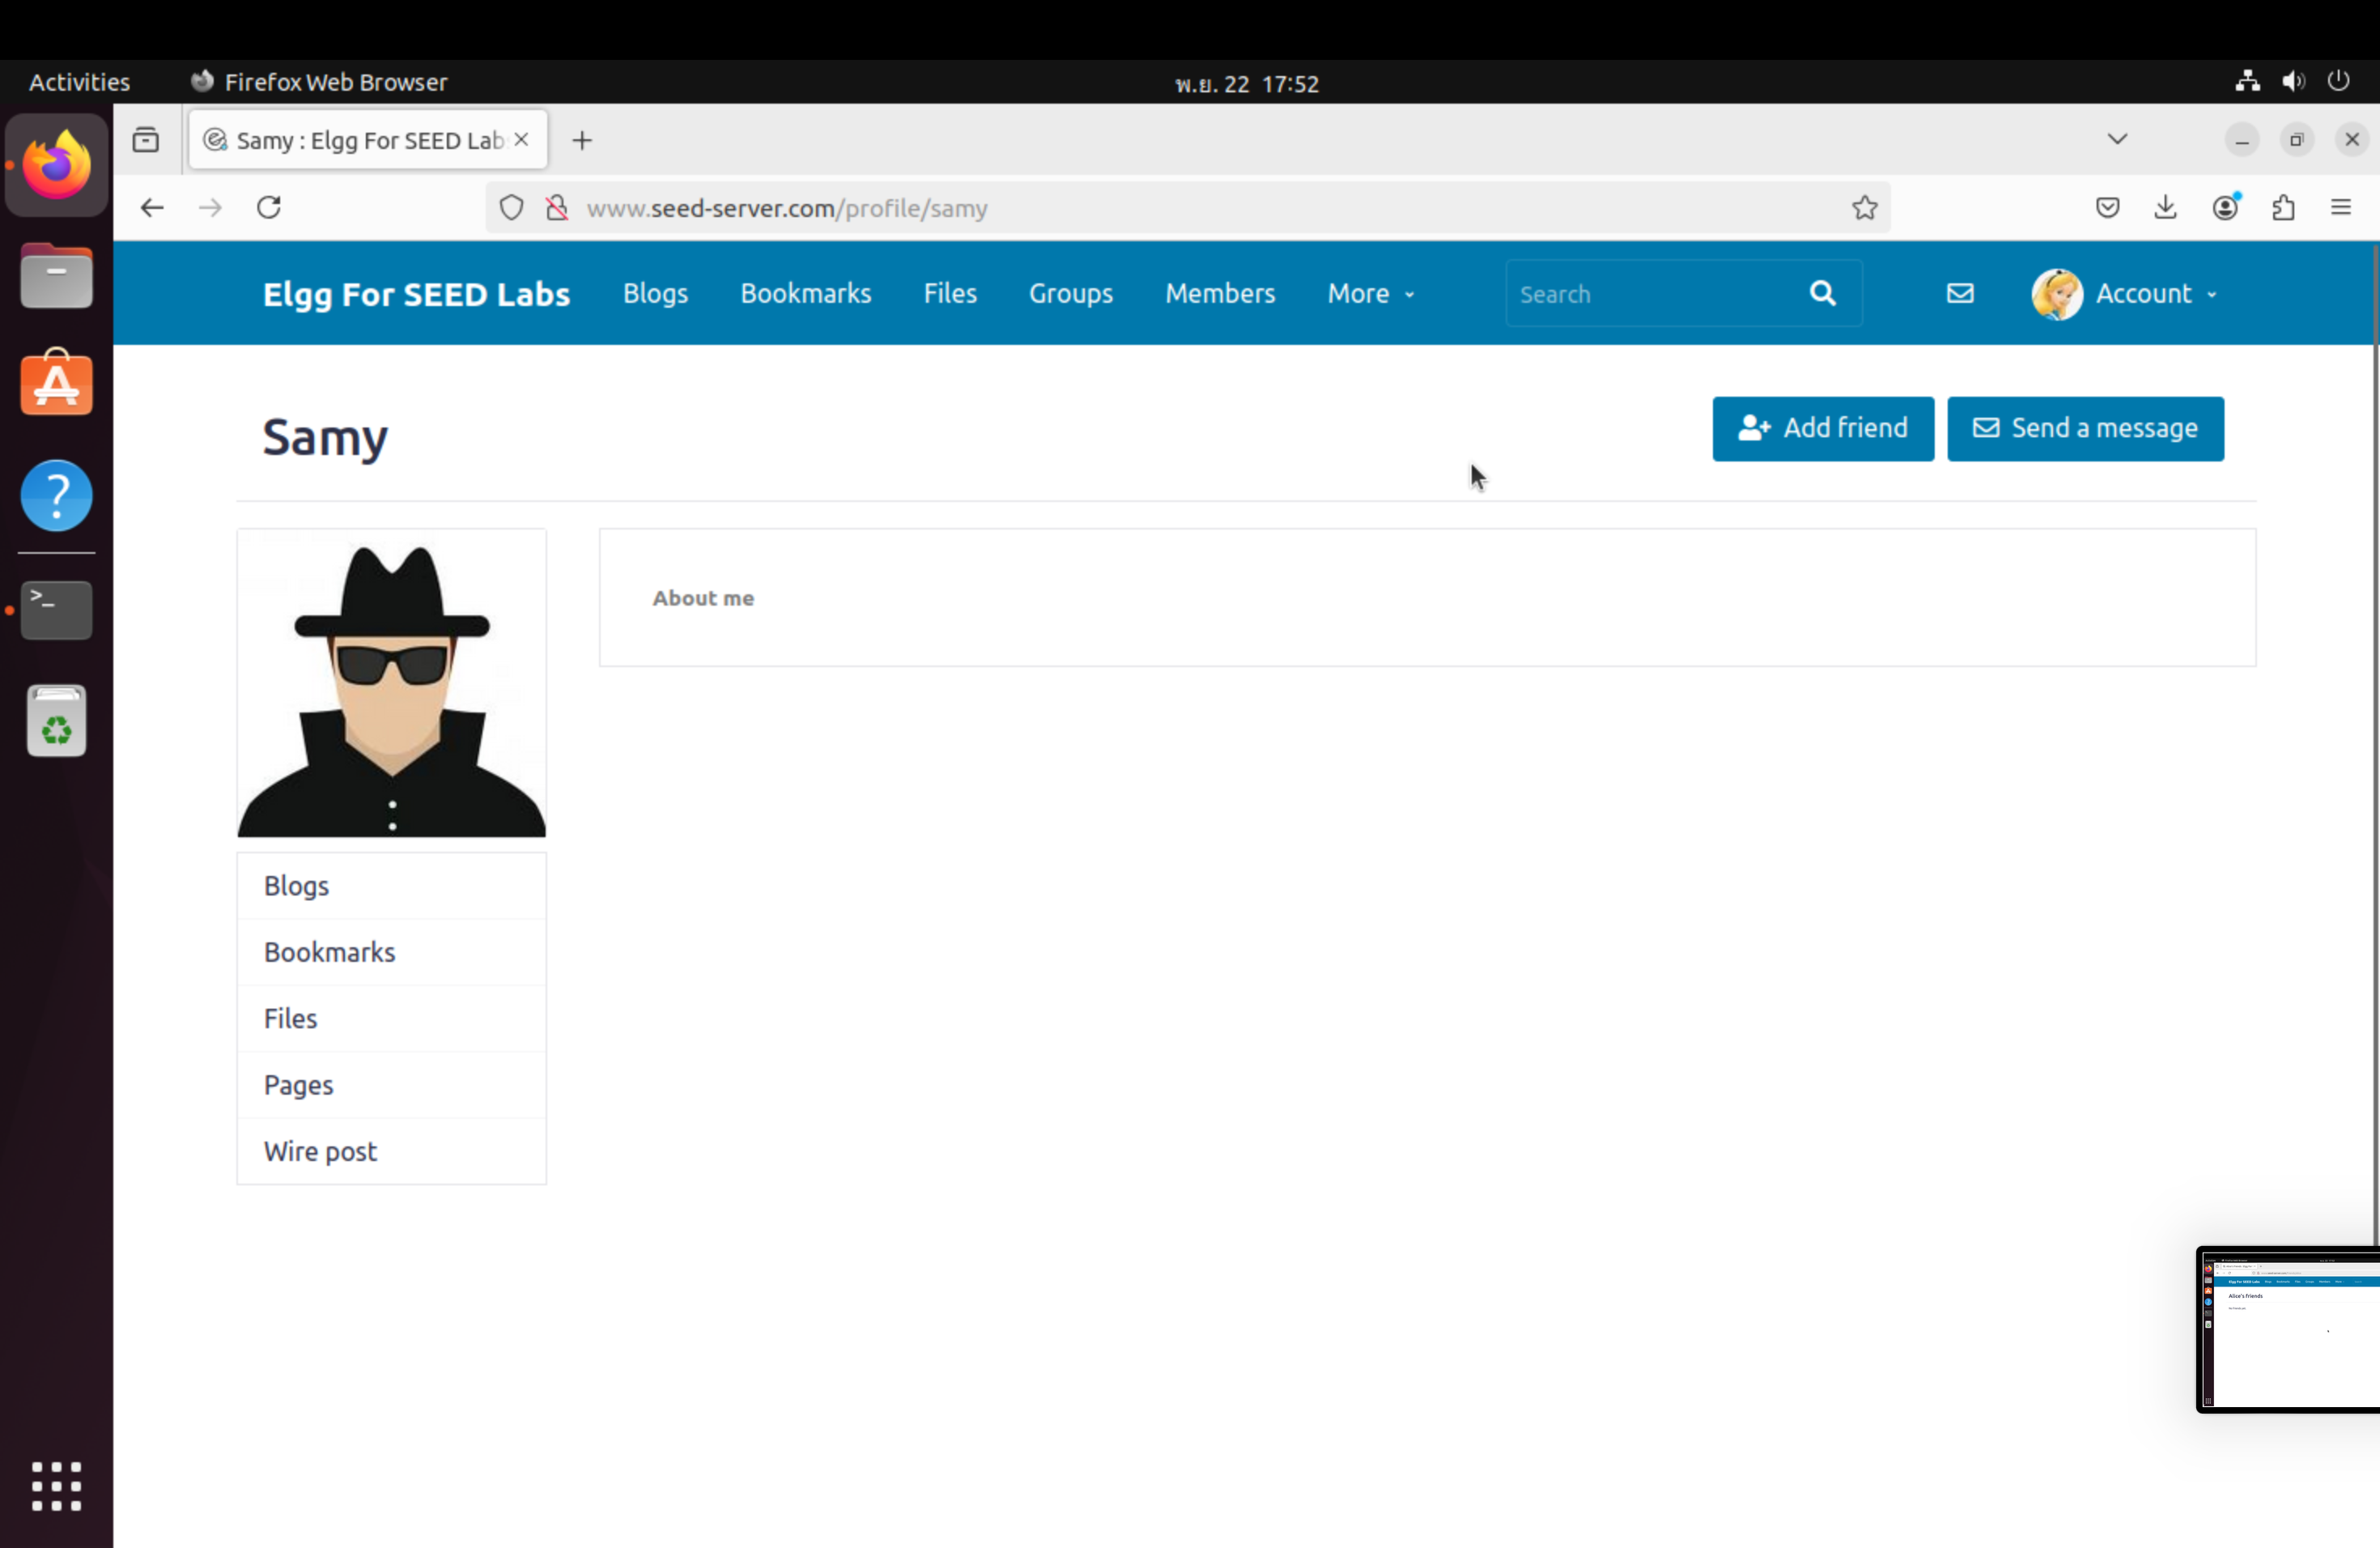 Activities Firefox Web Browser พ.ย. 22 17:52
Samy : Elgg For SEED Lab
www.seed-server.com/profile/samy
Elgg For SEED Labs Blogs Bookmarks Files Groups Members More Search Account
Samy
Add friend Send a message
About me
Blogs
Bookmarks
Files
Pages
Wire post
Alice's friends